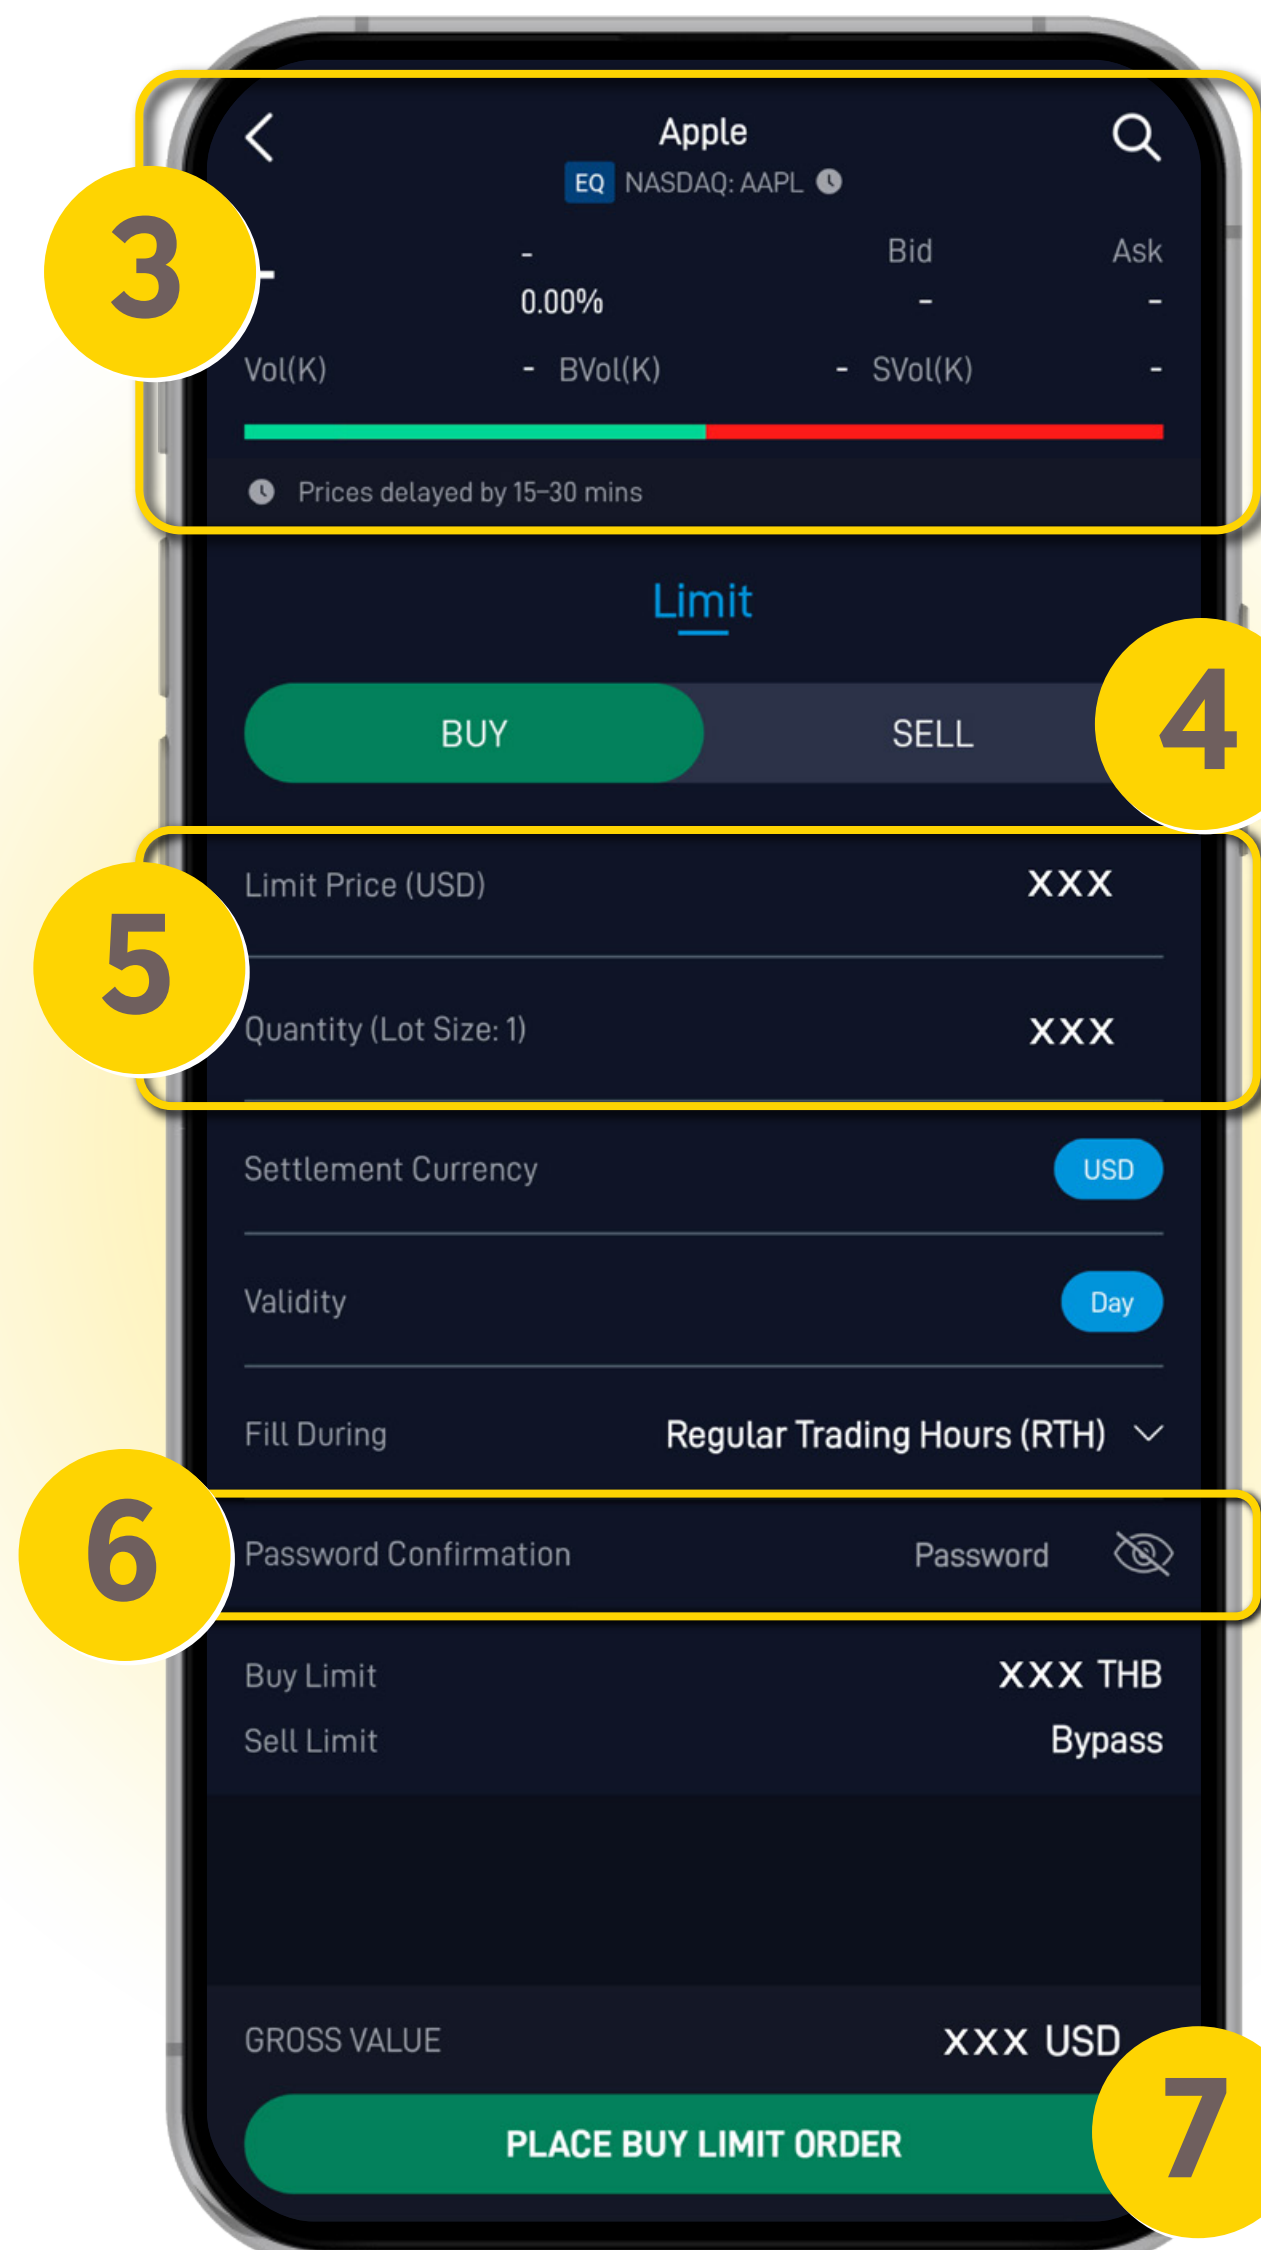 Apple
EQ NASDAQ: AAPL
3
- - Bid Ask
0.00% - -
Vol(K) - BVol(K) - SVol(K) -
Prices delayed by 15-30 mins
Limit
BUY SELL 4
Limit Price (USD) XXX
5
Quantity (Lot Size: 1) XXX
Settlement Currency USD
Validity Day
Fill During Regular Trading Hours (RTH)
6 Password Confirmation Password
Buy Limit XXX THB
Sell Limit Bypass
GROSS VALUE XXX USD
PLACE BUY LIMIT ORDER 7